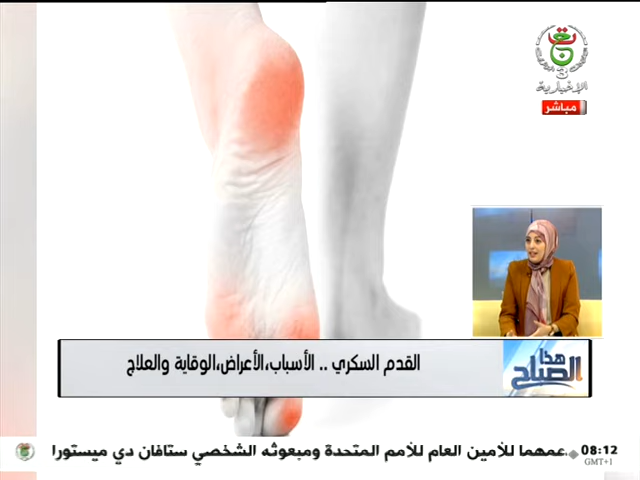 الإخبارية
مباشر
القدم السكري .. الأسباب،الأعراض،الوقاية والعلاج
هذا
الصباح
عمهما للأمين العام للأمم المتحدة ومبعوثه الشخصي ستافان دي ميستورا
08:12
GMT+1